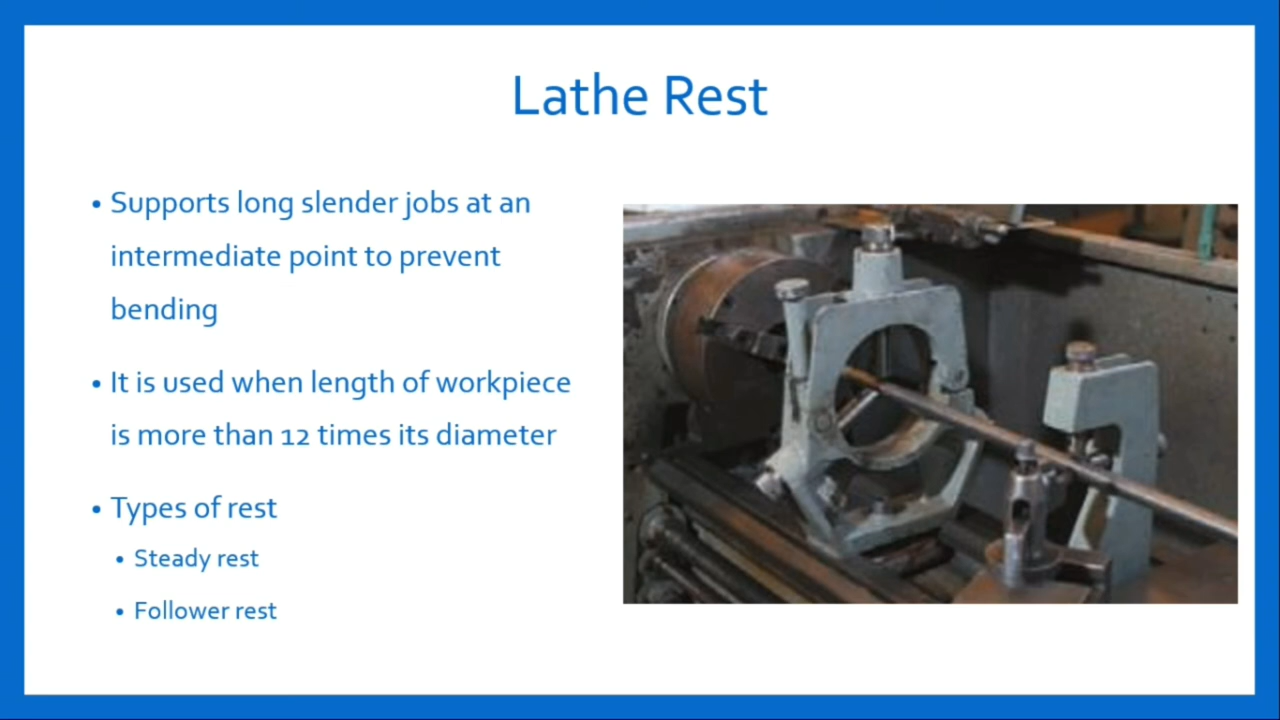 Lathe Rest
• Supports long slender jobs at an
intermediate point to prevent
bending
• It is used when length of workpiece
is more than 12 times its diameter
• Types of rest
• Steady rest
• Follower rest